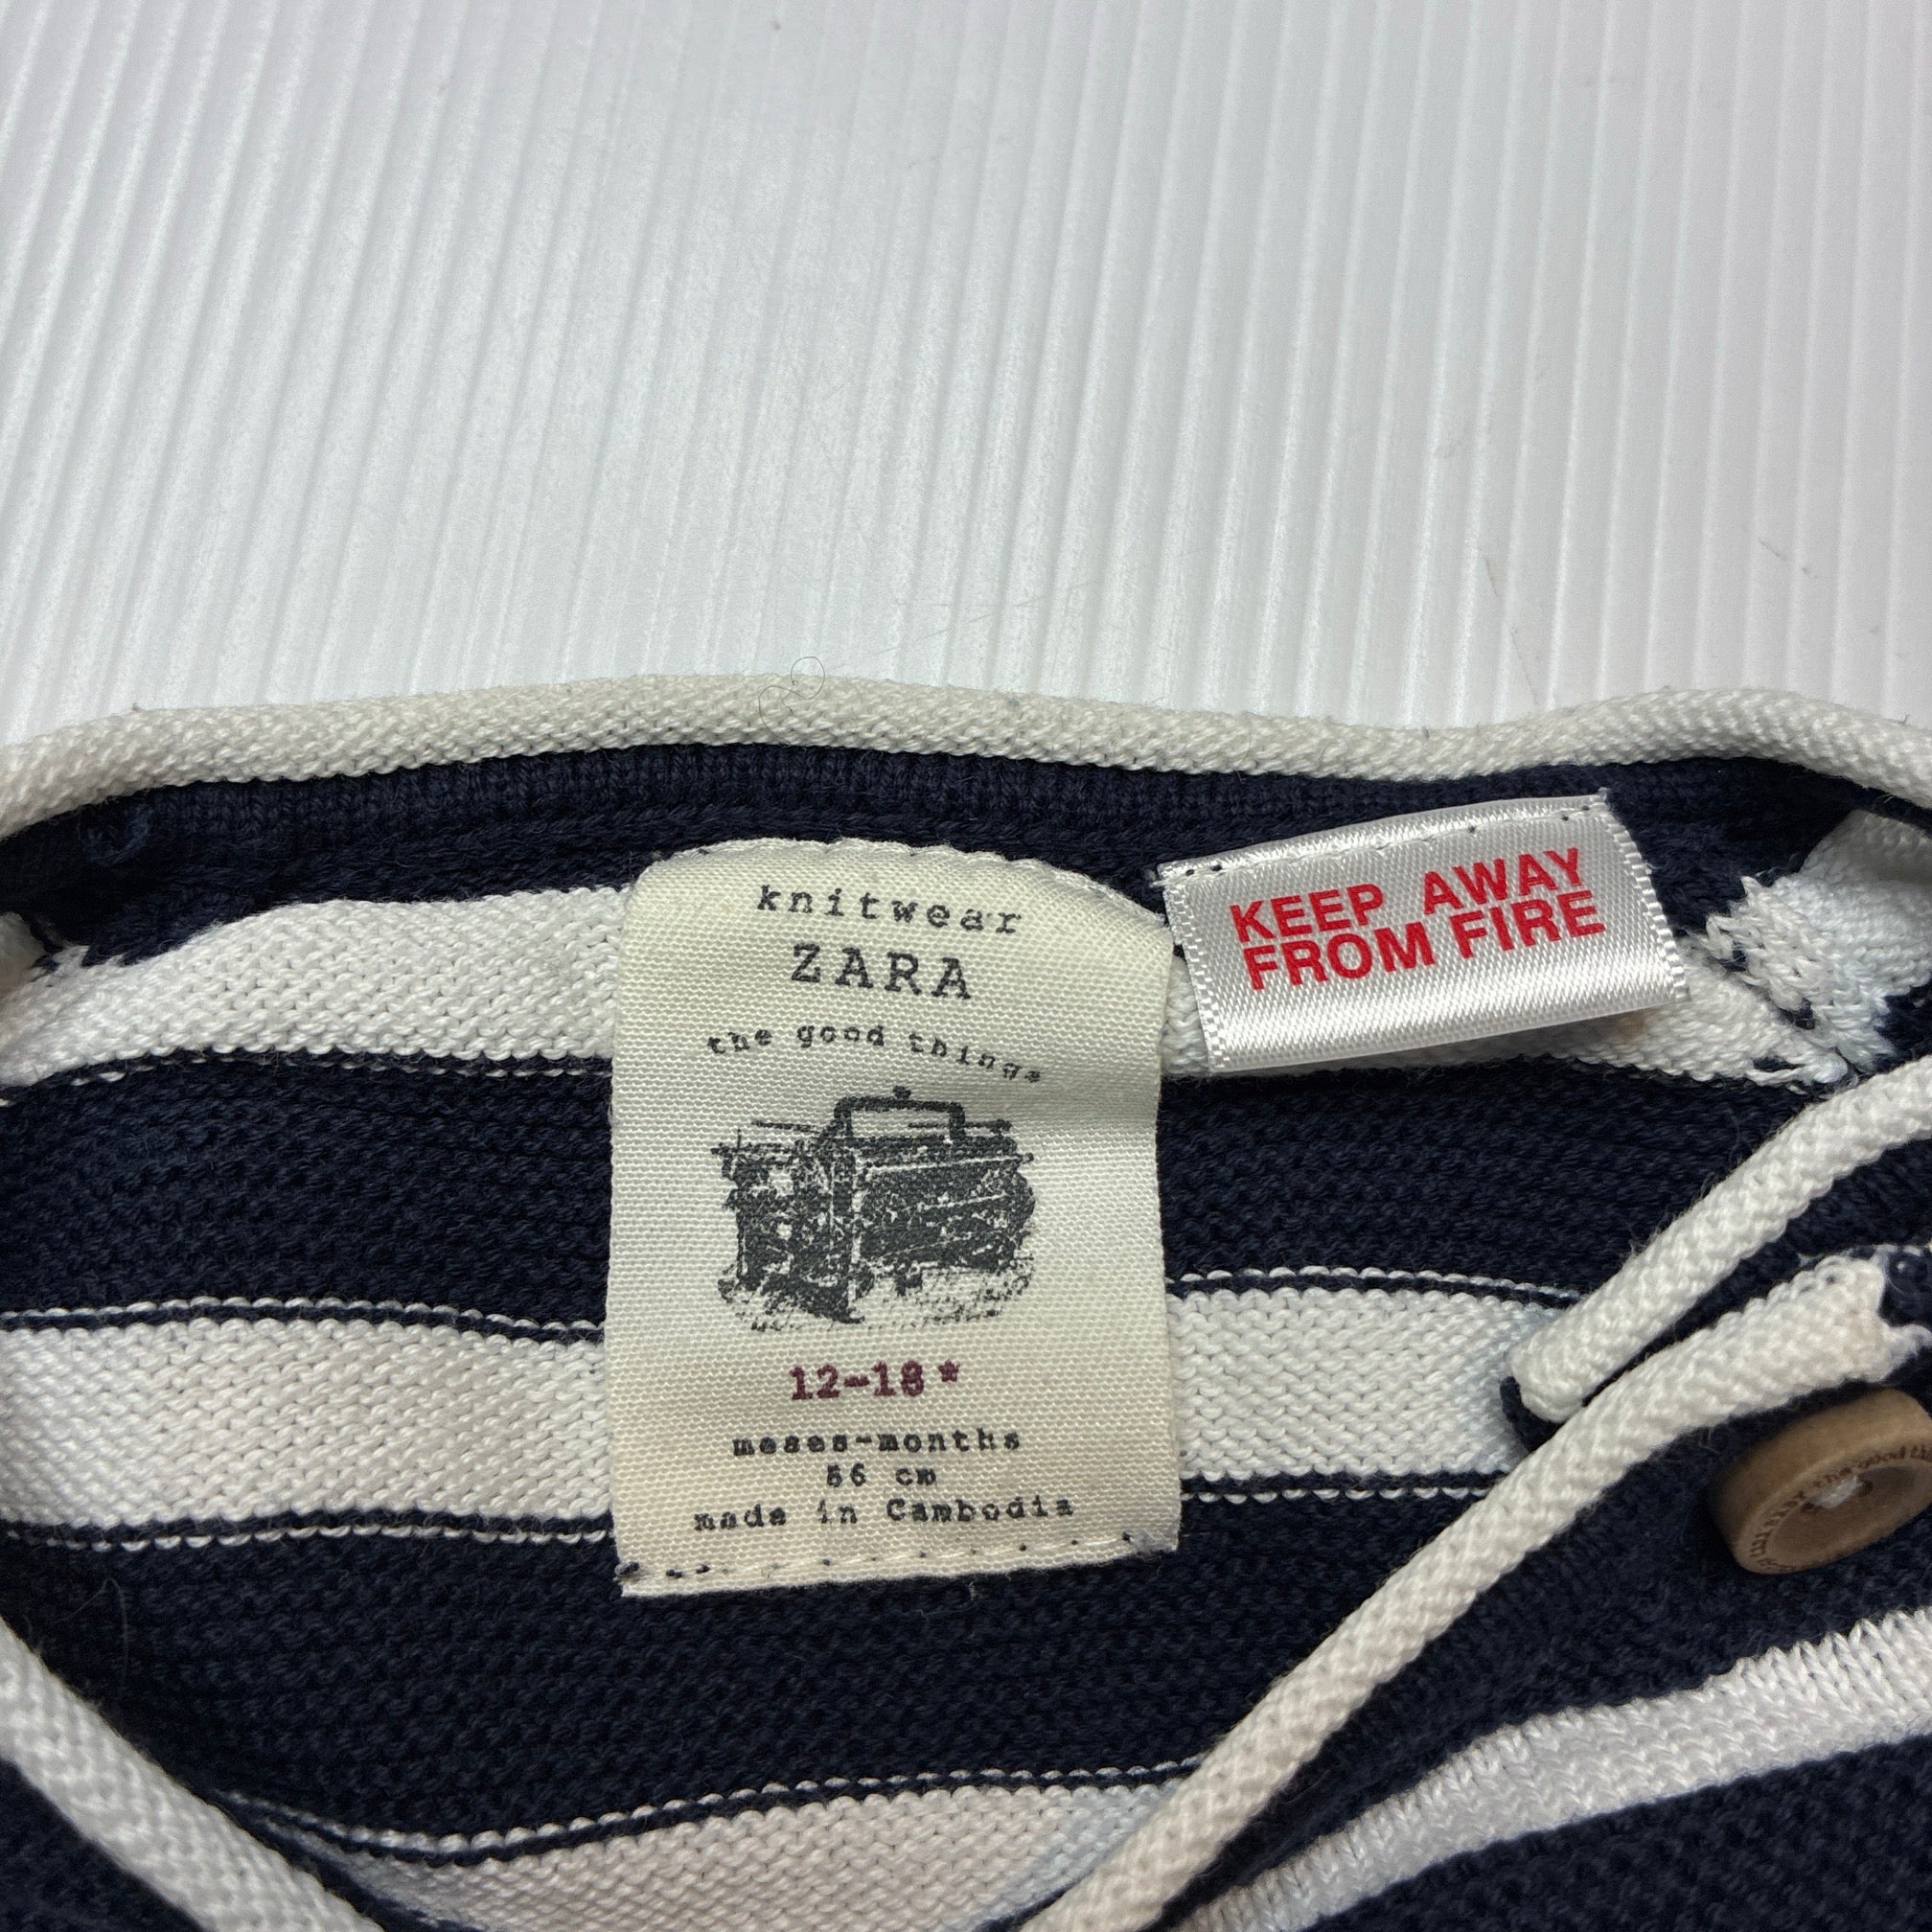 knitwear
ZARA
the good things
12-18*
meses-months
86 cm
made in Cambodia
KEEP AWAY
FROM FIRE